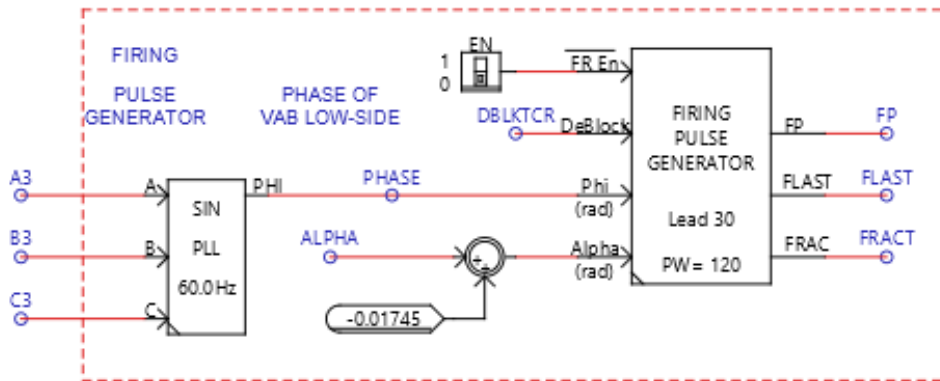 FIRING
PULSE
GENERATOR
PHASE OF
VAB LOW-SIDE
EN
1
0
FR En
DBLKTCR
DeBlock
FIRING
PULSE
GENERATOR
Lead 30
PW= 120
FP
FP
FLAST
FLAST
FRAC
FRACT
A3
A
B3
B
C3
C
SIN
PLL
60.0Hz
PHI
PHASE
Phi
(rad)
ALPHA
+
+
Alpha
(rad)
-0.01745